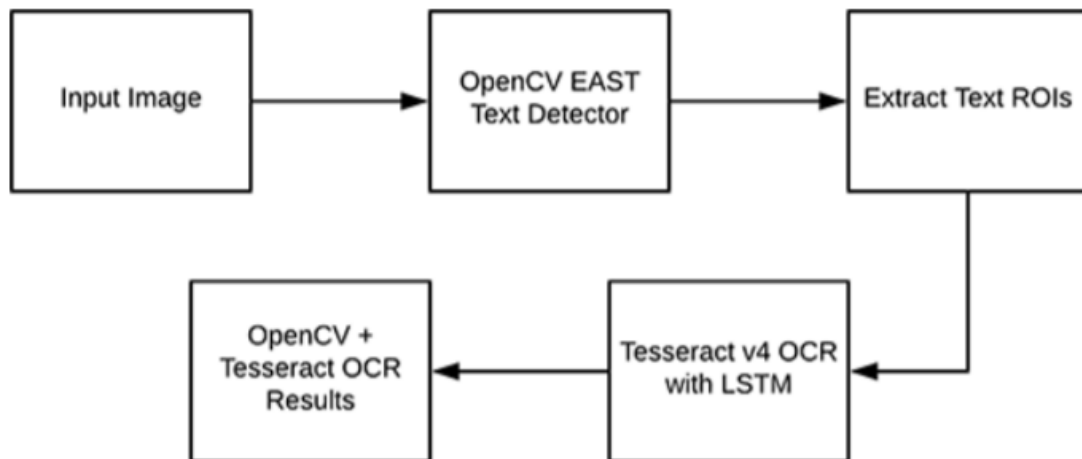 Input Image
OpenCV EAST
Text Detector
Extract Text ROIs
Tesseract v4 OCR
with LSTM
OpenCV +
Tesseract OCR
Results